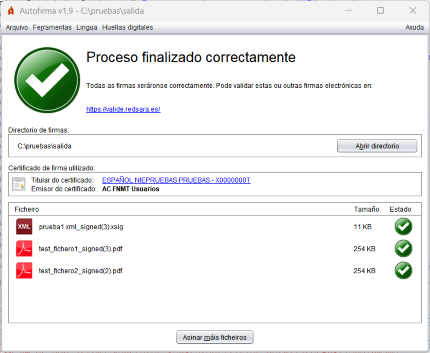 Autofirma v1.9 - C:\pruebas\salida
Arquivo Ferramentas Lingua Huellas digitales Axuda
Proceso finalizado correctamente
Todas as firmas xeráronse correctamente. Pode validar estas ou outras firmas electrónicas en:
https://valide.redsara.es/
Directorio de firmas:
C:\pruebas\salida Abrir directorio
Certificado de firma utilizado:
Titular do certificado: ESPAÑOL NIEPRUEBAS PRUEBAS - X0000000T
Emisor do certificado: AC FNMT Usuarios
Ficheiro Tamaño Estado
XML prueba1.xml_signed(3).xsig 11 KB
test_fichero1_signed(3).pdf 254 KB
test_fichero2_signed(2).pdf 254 KB
Asinar máis ficheiros